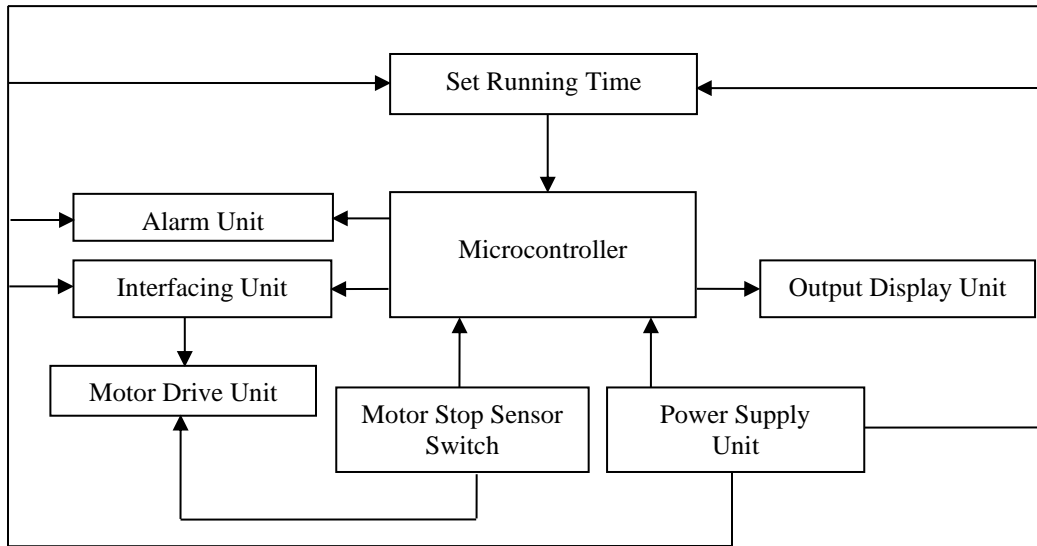 Set Running Time
Alarm Unit
Microcontroller
Interfacing Unit
Output Display Unit
Motor Drive Unit
Motor Stop Sensor
Switch
Power Supply
Unit